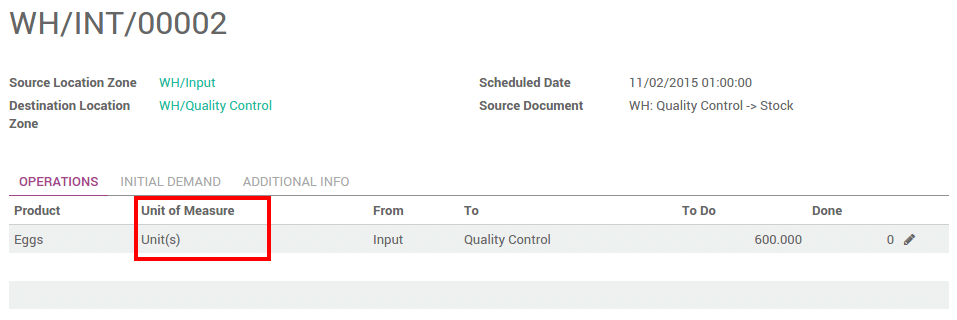 WH/INT/00002
Source Location Zone WH/Input Scheduled Date 11/02/2015 01:00:00
Destination Location WH/Quality Control Source Document WH: Quality Control -> Stock
Zone
OPERATIONS INITIAL DEMAND ADDITIONAL INFO
Product Unit of Measure From To To Do Done
Eggs Unit(s) Input Quality Control 600.000 0